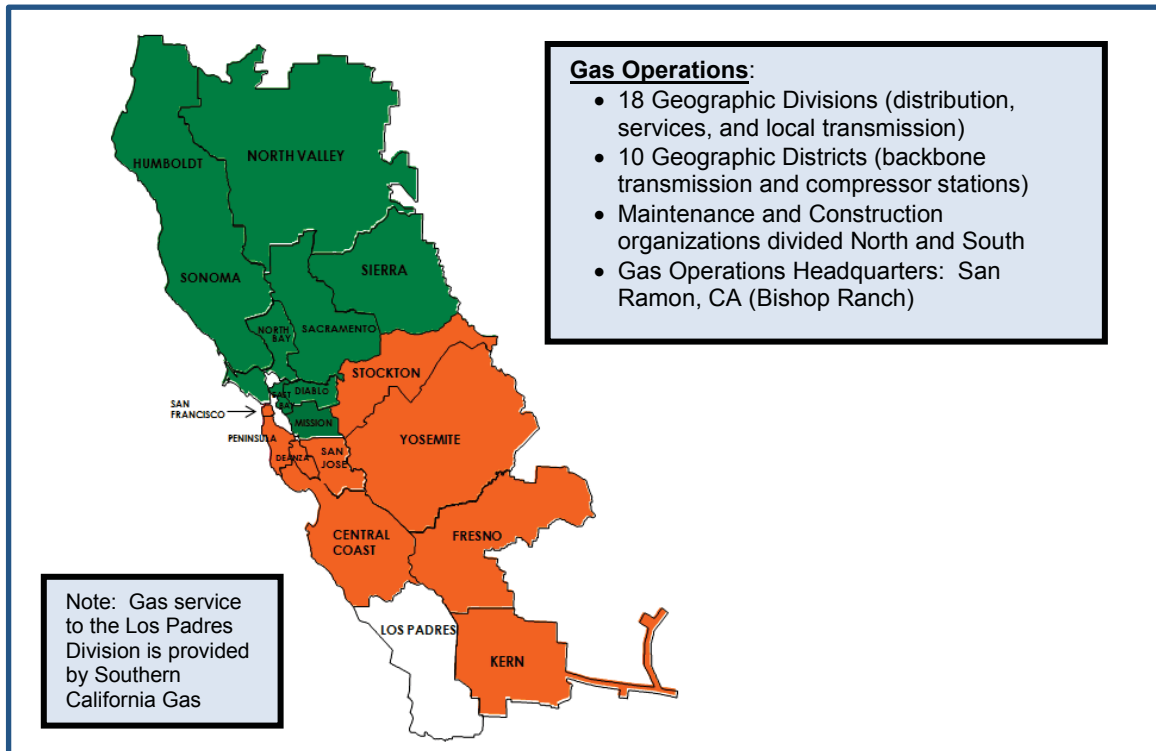 Gas Operations:
• 18 Geographic Divisions (distribution,
services, and local transmission)
• 10 Geographic Districts (backbone
transmission and compressor stations)
• Maintenance and Construction
organizations divided North and South
• Gas Operations Headquarters:  San
Ramon, CA (Bishop Ranch)
HUMBOLDT
NORTH VALLEY
SONOMA
SIERRA
NORTH
BAY
SACRAMENTO
STOCKTON
EAST
BAY
DIABLO
SAN
FRANCISCO
MISSION
PENINSULA
YOSEMITE
DEANZA
SAN
JOSE
CENTRAL
COAST
FRESNO
LOS PADRES
KERN
Note:  Gas service
to the Los Padres
Division is provided
by Southern
California Gas